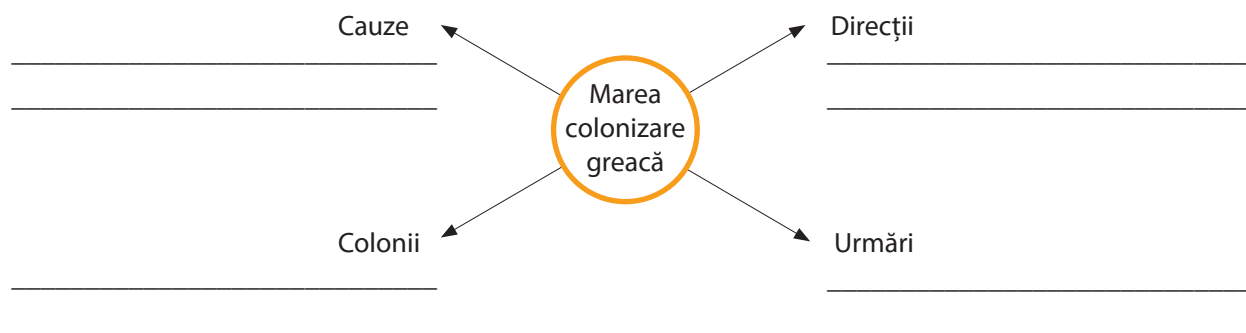 Cauze
Direcții
Marea
colonizare
greacă
Colonii
Urmări